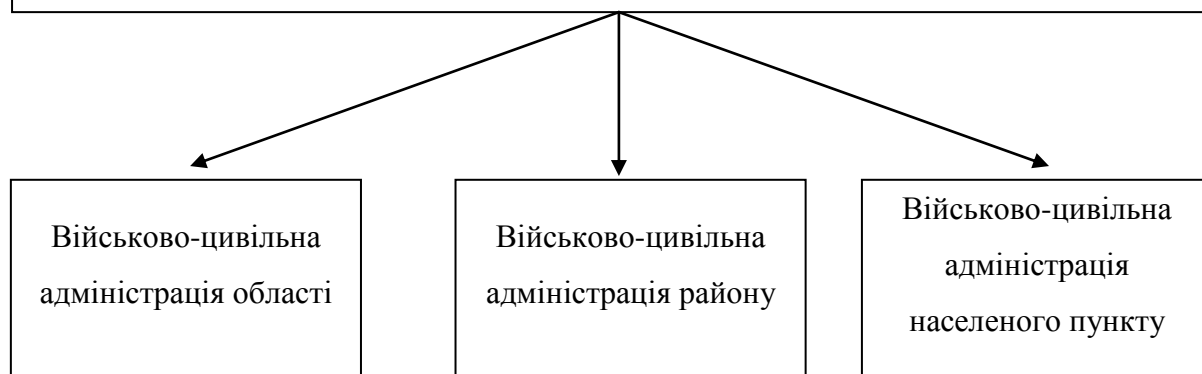 Військово-цивільна
адміністрація області
Військово-цивільна
адміністрація району
Військово-цивільна
адміністрація
населеного пункту